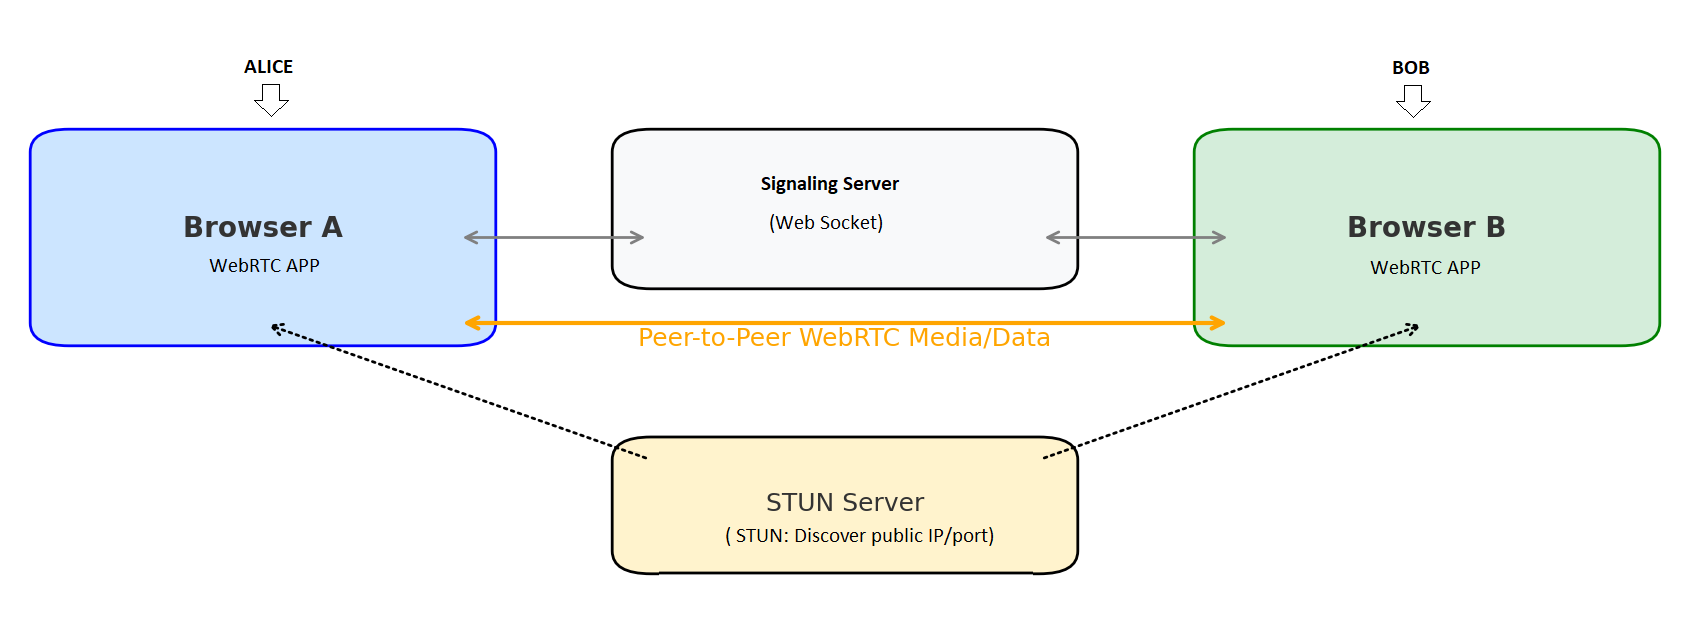 ALICE
BOB
Signaling Server
(Web Socket)
Browser A
WebRTC APP
Browser B
WebRTC APP
Peer-to-Peer WebRTC Media/Data
STUN Server
( STUN: Discover public IP/port)